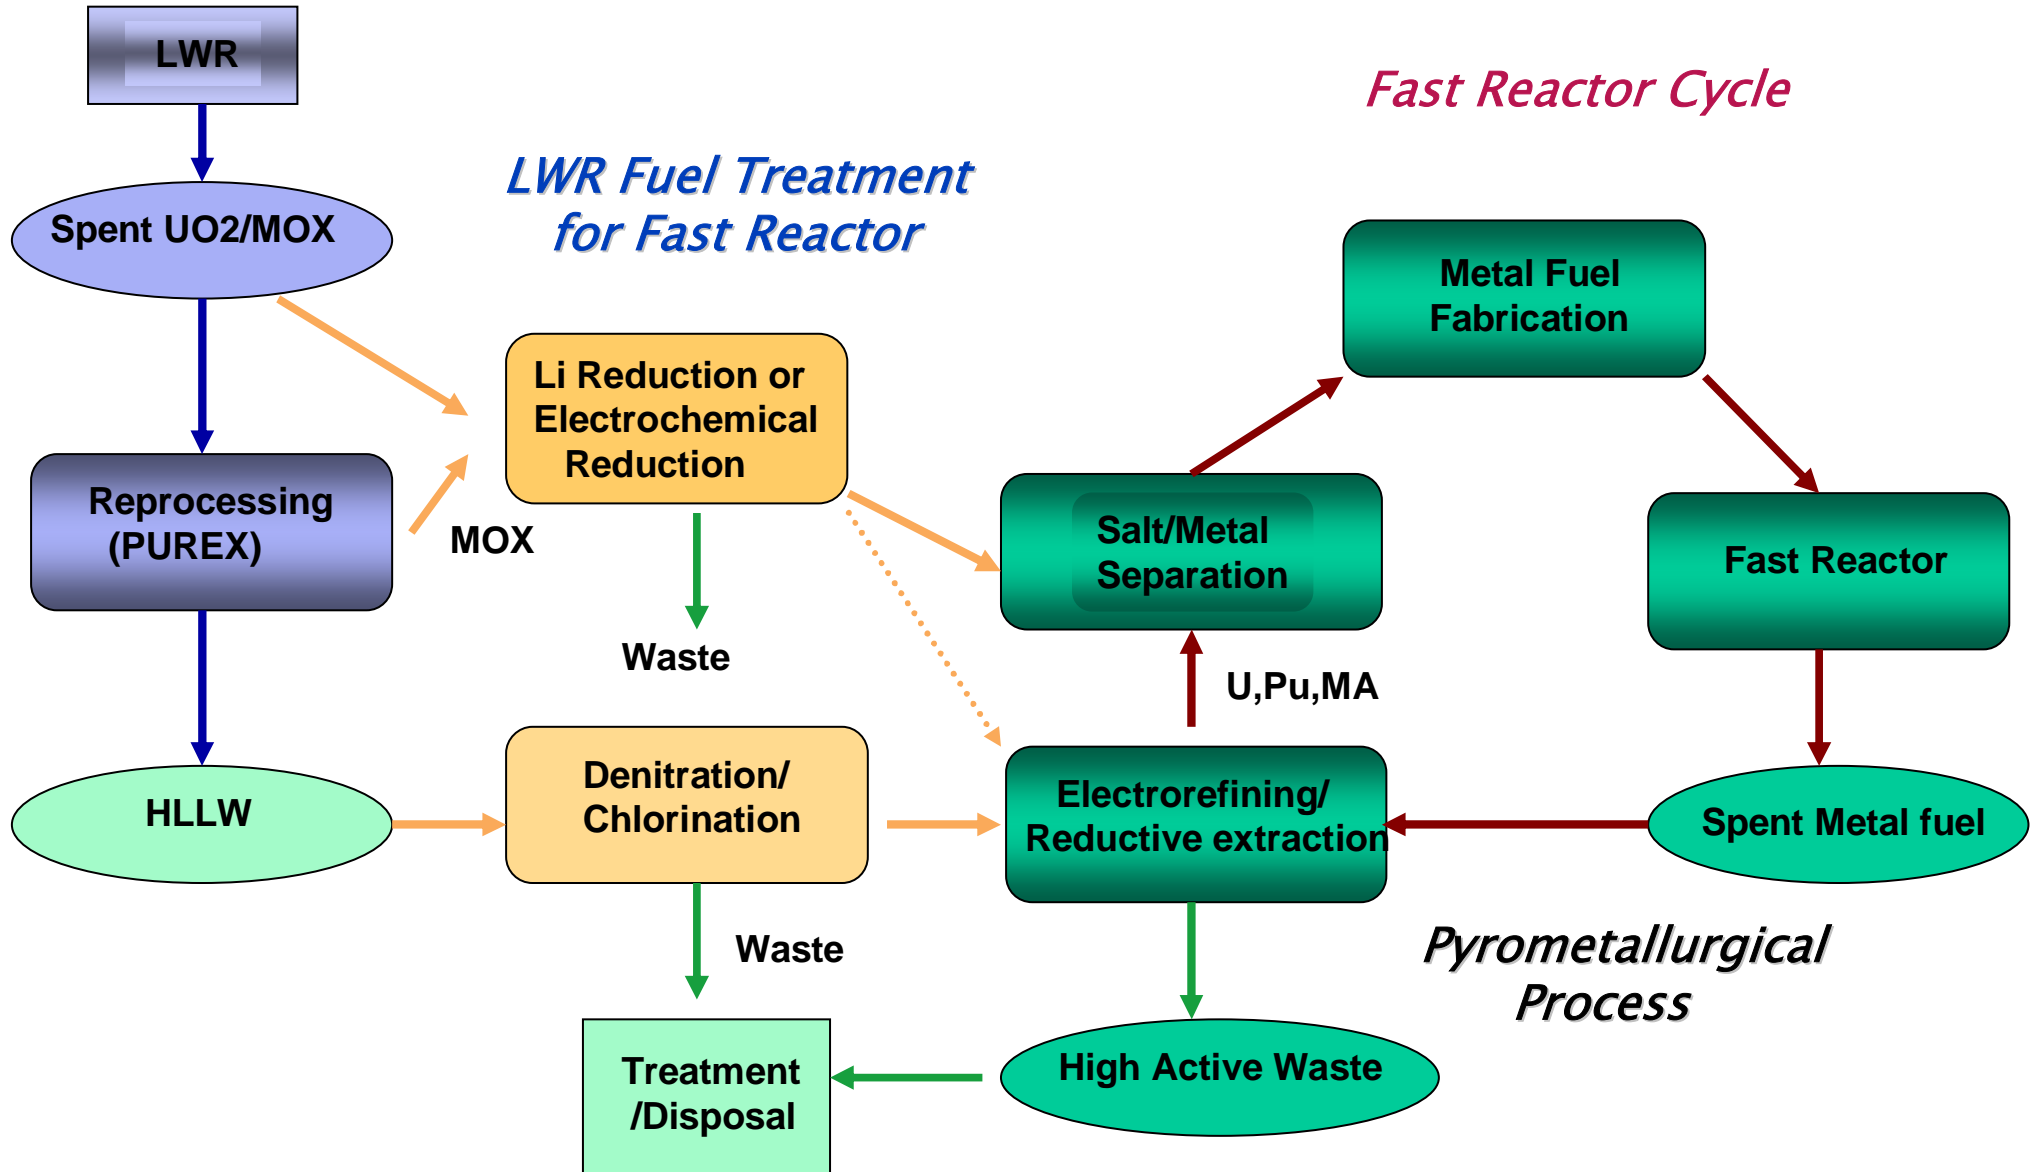 LWR
Fast Reactor Cycle
LWR Fuel Treatment
for Fast Reactor
Spent UO2/MOX
Metal Fuel
Fabrication
Li Reduction or
Electrochemical
Reduction
Reprocessing
(PUREX)
MOX
Salt/Metal
Separation
Fast Reactor
Waste
U,Pu,MA
HLLW
Denitration/
Chlorination
Electrorefining/
Reductive extraction
Spent Metal fuel
Waste
Pyrometallurgical
Process
Treatment
/Disposal
High Active Waste